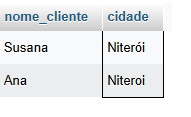 nome_cliente cidade
Susana Niterói
Ana Niteroi